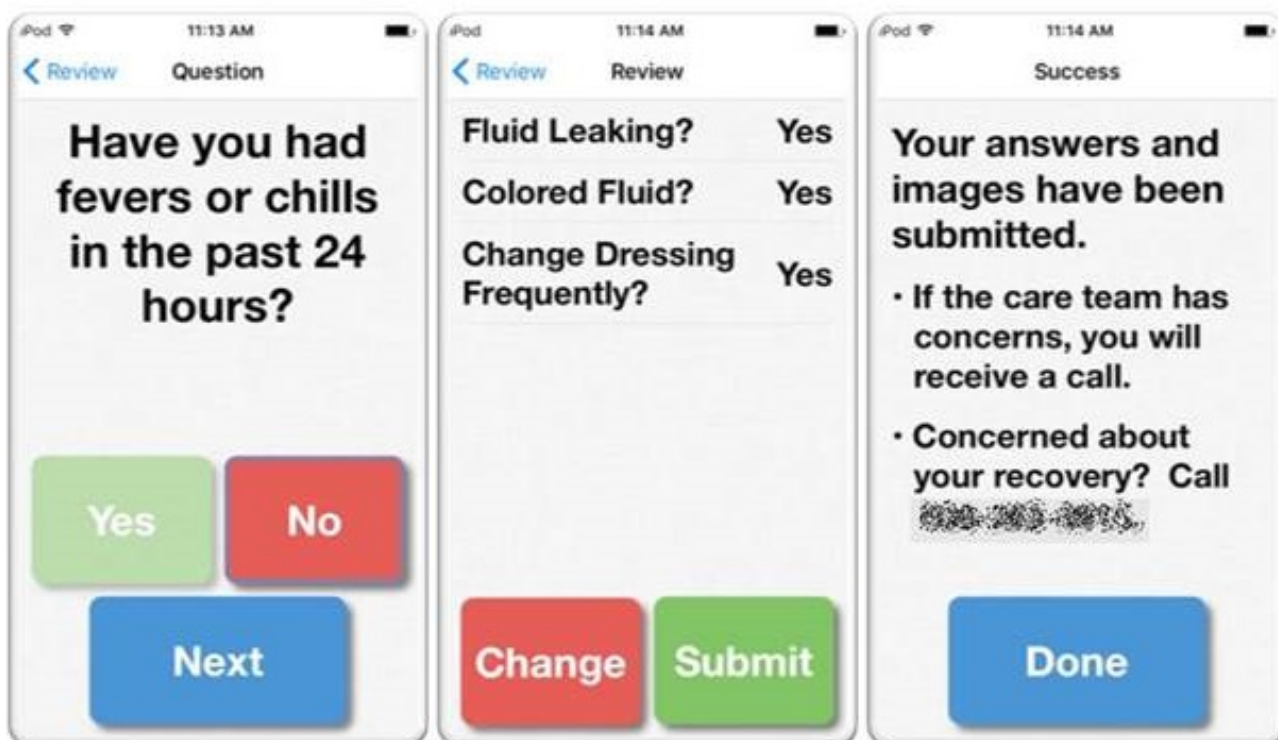 iPod 11:13 AM
Review Question
Have you had
fevers or chills
in the past 24
hours?
Yes No
Next
iPod 11:14 AM
Review Review
Fluid Leaking? Yes
Colored Fluid? Yes
Change Dressing
Frequently? Yes
Change Submit
iPod 11:14 AM
Success
Your answers and
images have been
submitted.
· If the care team has
concerns, you will
receive a call.
· Concerned about
your recovery? Call
Done